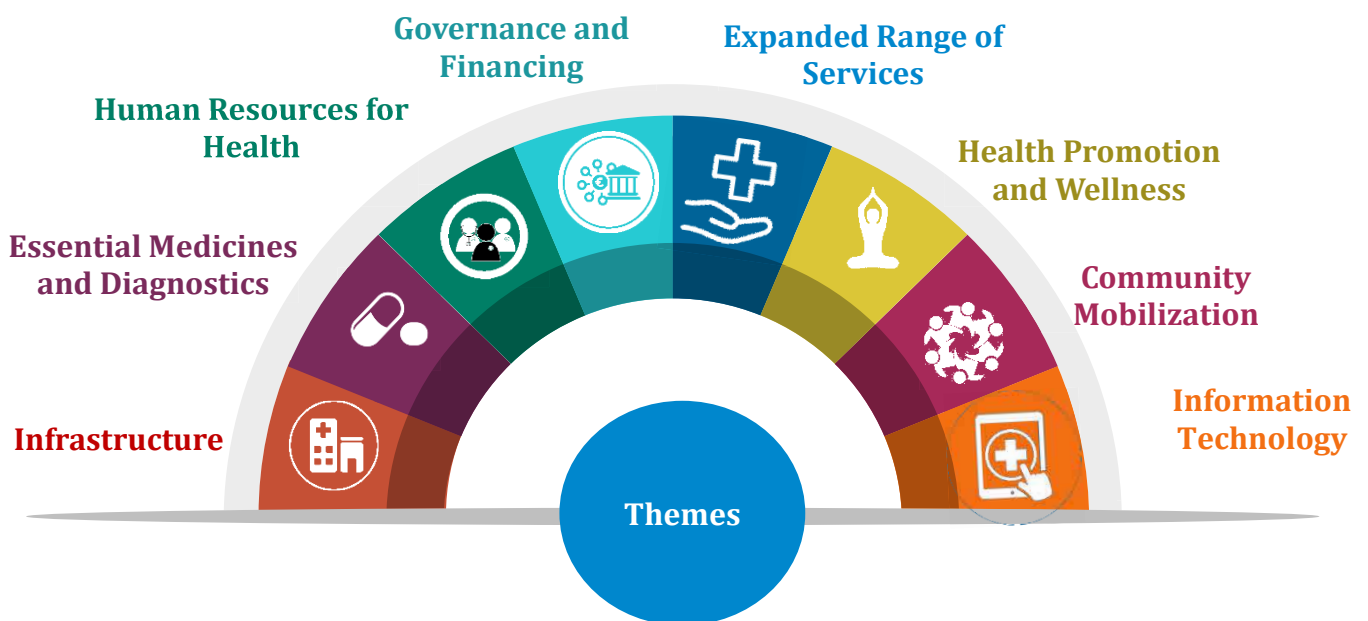 Governance and
Financing
Expanded Range of
Services
Human Resources for
Health
Health Promotion
and Wellness
Essential Medicines
and Diagnostics
Community
Mobilization
Infrastructure
Information
Technology
Themes